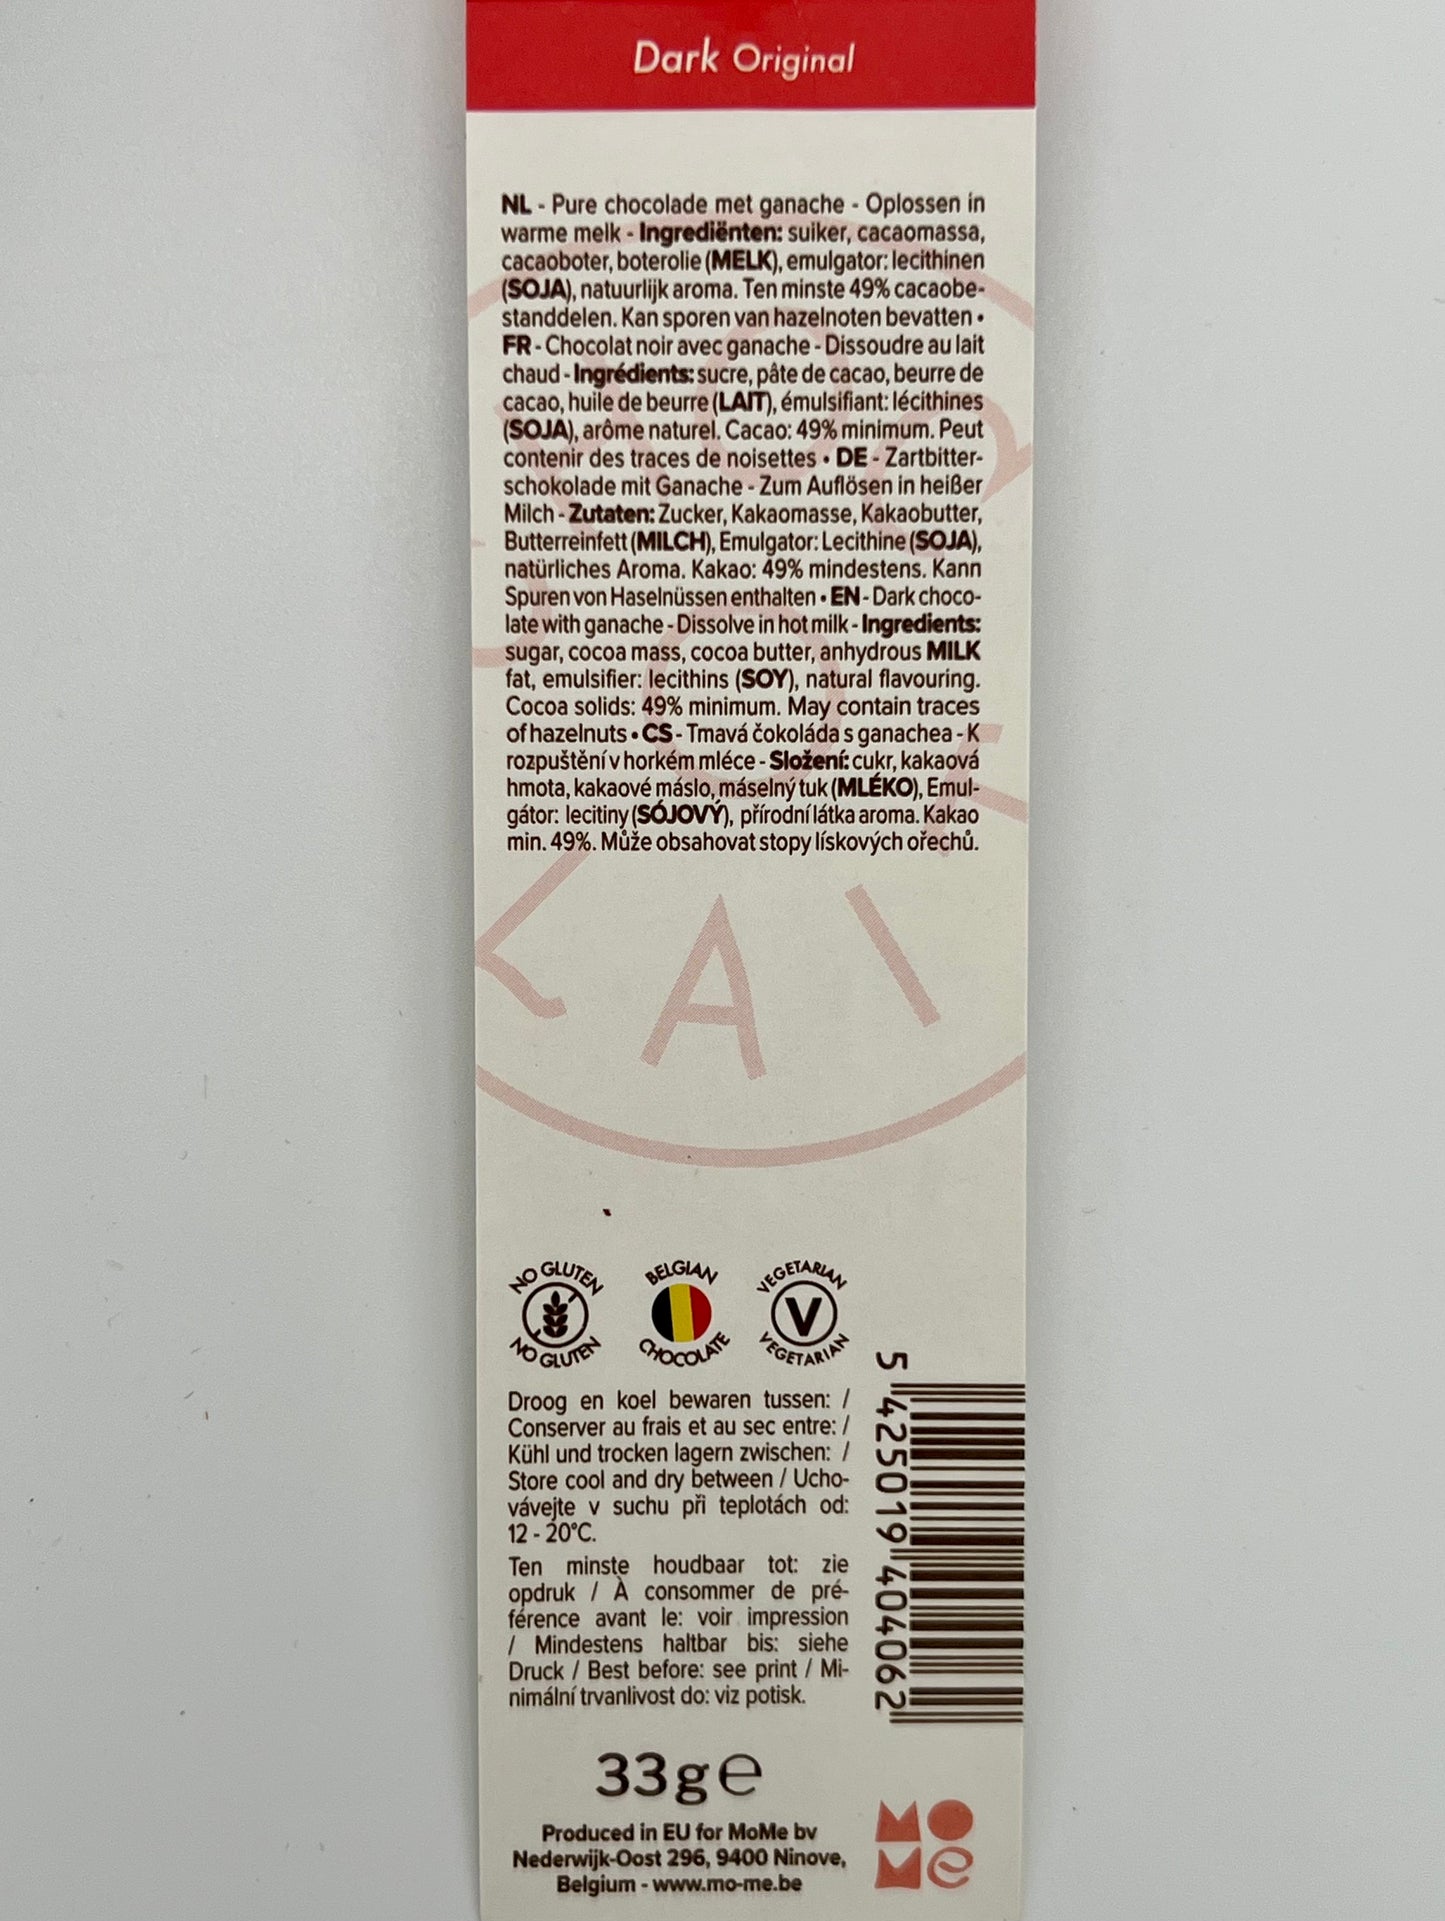 Dark Original
NL - Pure chocolade met ganache - Oplossen in
warme melk - Ingrediënten: suiker, cacaomassa,
cacaoboter, boterolie (MELK), emulgator: lecithinen
(SOJA), natuurlijk aroma. Ten minste 49% cacaobe-
standdelen. Kan sporen van hazelnoten bevatten •
FR - Chocolat noir avec ganache - Dissoudre au lait
chaud - Ingrédients: sucre, pâte de cacao, beurre de
cacao, huile de beurre (LAIT), émulsifiant: lécithines
(SOJA), arôme naturel. Cacao: 49% minimum. Peut
contenir des traces de noisettes • DE - Zartbitter-
schokolade mit Ganache - Zum Auflösen in heißer
Milch - Zutaten: Zucker, Kakaomasse, Kakaobutter,
Butterreinfett (MILCH), Emulgator: Lecithine (SOJA),
natürliches Aroma. Kakao: 49% mindestens. Kann
Spuren von Haselnüssen enthalten • EN - Dark choco-
late with ganache - Dissolve in hot milk - Ingredients:
sugar, cocoa mass, cocoa butter, anhydrous MILK
fat, emulsifier: lecithins (SOY), natural flavouring.
Cocoa solids: 49% minimum. May contain traces
of hazelnuts • CS - Tmavá čokoláda s ganachea - K
rozpuštění v horkém mléce - Složení: cukr, kakaová
hmota, kakaové máslo, máselný tuk (MLÉKO), Emul-
gátor: lecitiny (SÓJOVÝ), přírodní látka aroma. Kakao
min. 49%. Může obsahovat stopy lískových ořechů.
NO GLUTEN
NO GLUTEN
BELGIAN
CHOCOLATE
VEGETARIAN
V
VEGETARIAN
Droog en koel bewaren tussen: /
Conserver au frais et au sec entre: /
Kühl und trocken lagern zwischen: /
Store cool and dry between / Ucho-
vávejte v suchu při teplotách od:
12 - 20°C.
Ten minste houdbaar tot: zie
opdruk / À consommer de pré-
férence avant le: voir impression
/ Mindestens haltbar bis: siehe
Druck / Best before: see print / Mi-
nimální trvanlivost do: viz potisk.
5 425019 404062
33g℮
Produced in EU for MoMe bv
Nederwijk-Oost 296, 9400 Ninove,
Belgium - www.mo-me.be
MO
Me